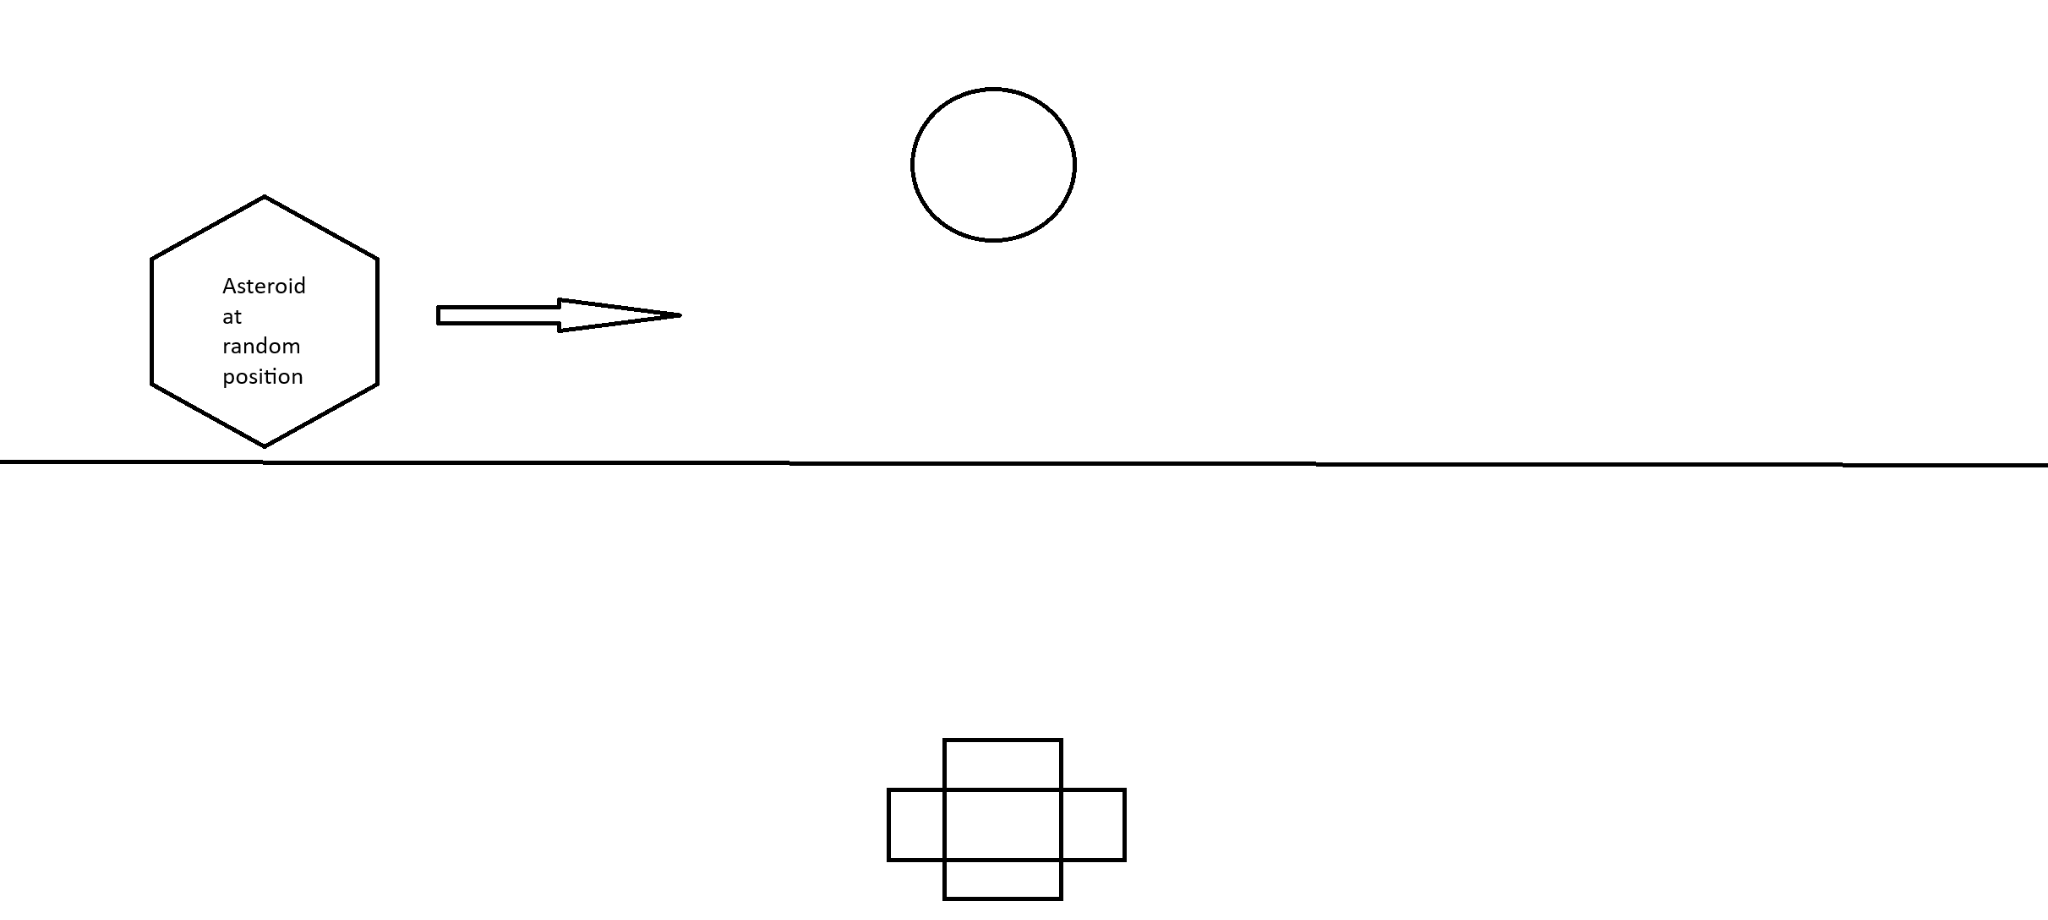 Asteroid
at
random
position